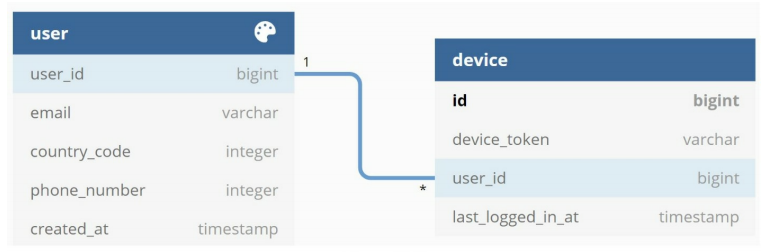 user
user_id bigint
email varchar
country_code integer
phone_number integer
created_at timestamp
1
*
device
id bigint
device_token varchar
user_id bigint
last_logged_in_at timestamp